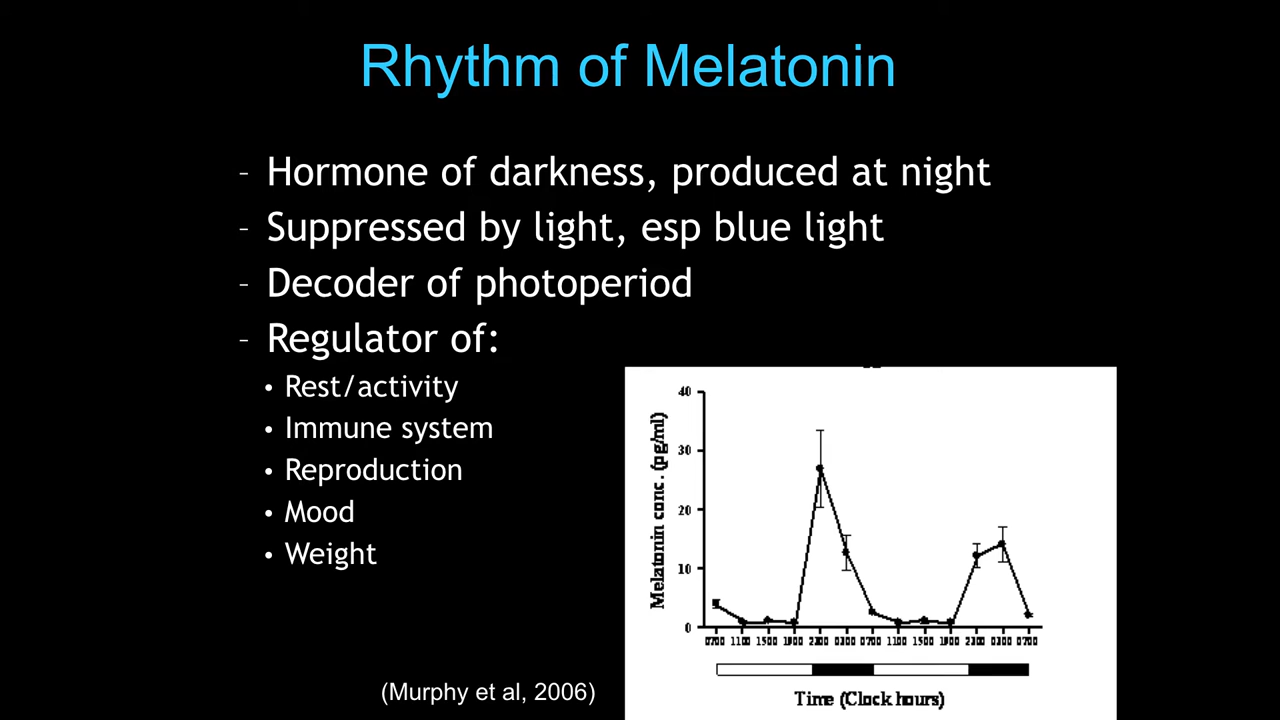 Rhythm of Melatonin
- Hormone of darkness, produced at night
- Suppressed by light, esp blue light
- Decoder of photoperiod
- Regulator of:
• Rest/activity
• Immune system
• Reproduction
• Mood
• Weight
(Murphy et al, 2006)
Melatonin conc. (pg/ml)
40
30
20
10
0
0700 1100 1500 1900 2300 0300 0700 1100 1500 1900 2300 0300 0700
Time (Clock hours)